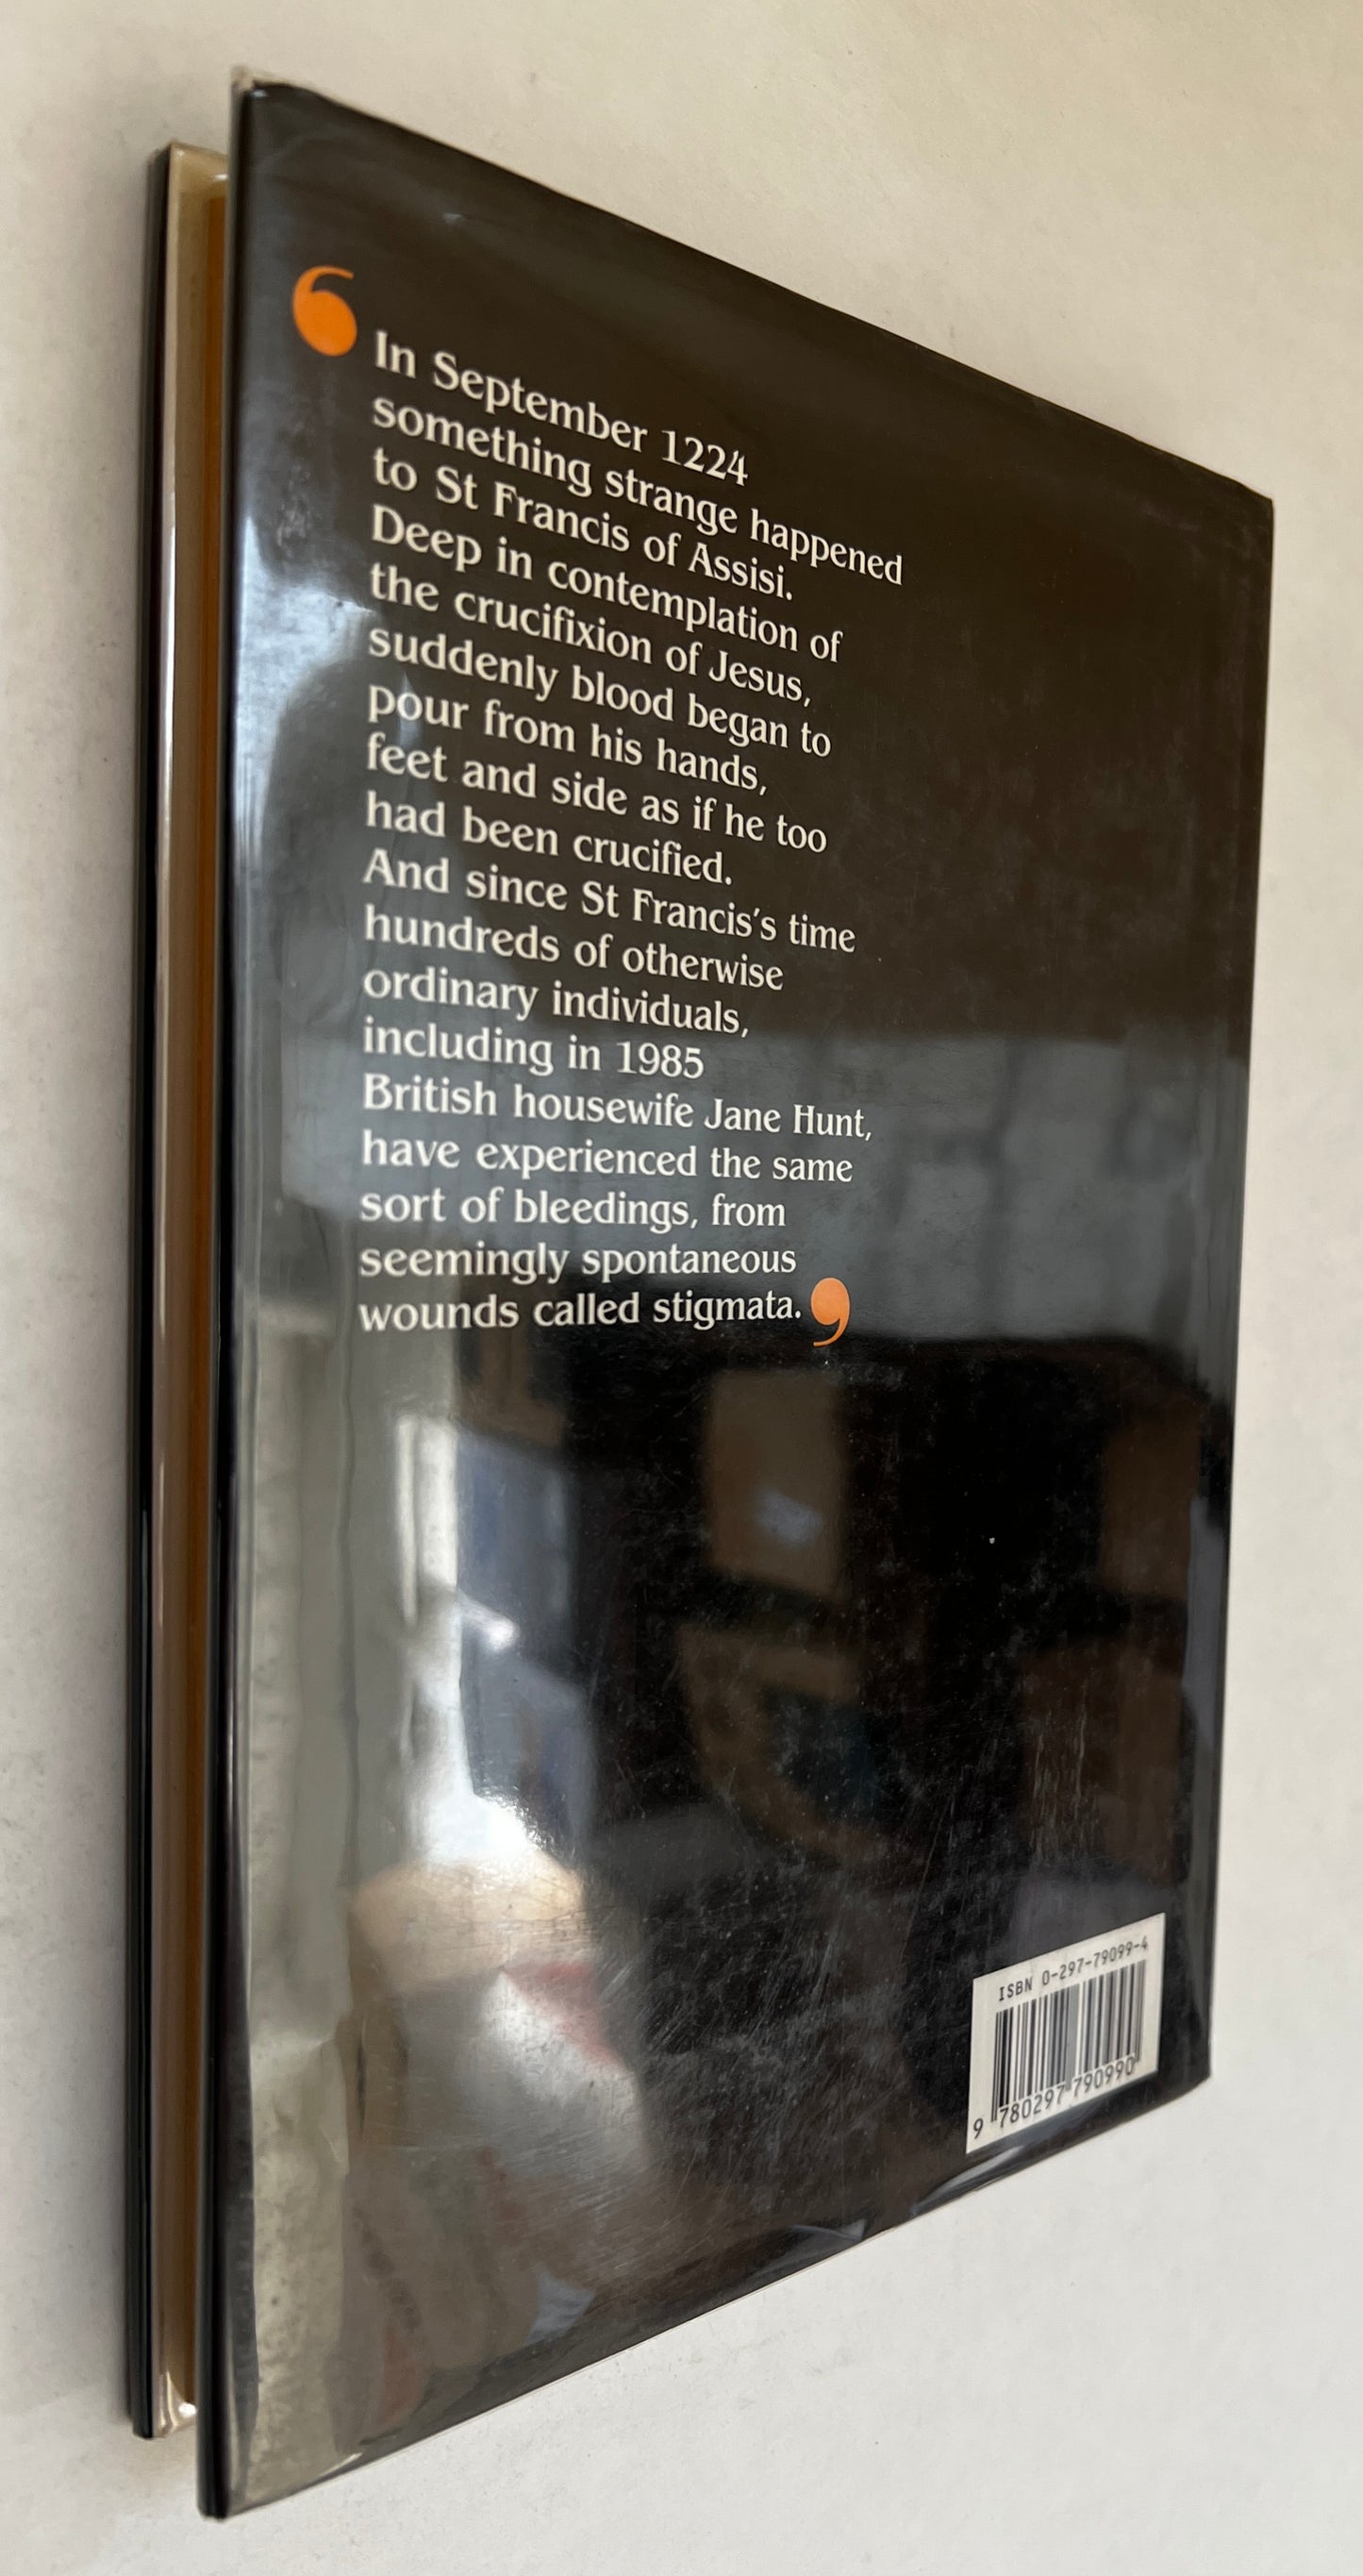 ‘In September 1224
something strange happened
to St Francis of Assisi.
Deep in contemplation of
the crucifixion of Jesus,
suddenly blood began to
pour from his hands,
feet and side as if he too
had been crucified.
And since St Francis's time
hundreds of otherwise
ordinary individuals,
including in 1985
British housewife Jane Hunt,
have experienced the same
sort of bleedings, from
seemingly spontaneous
wounds called stigmata.’
ISBN 0-297-79099-4
9 780297 790990